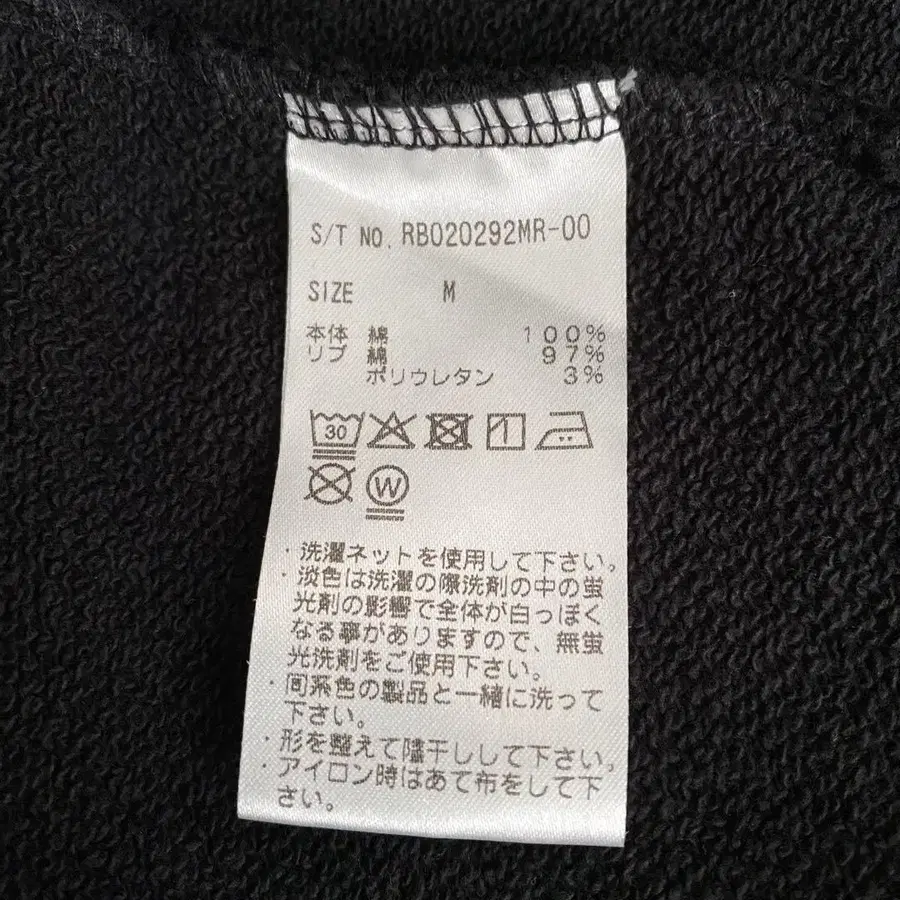 S/T NO. RB020292MR-00
SIZE M
本体 綿 100%
リブ 綿 97%
ポリウレタン 3%
30
W
・洗濯ネットを使用して下さい。
・淡色は洗濯の際洗剤の中の蛍
光剤の影響で全体が白っぽく
なる事がありますので、無蛍
光洗剤をご使用下さい。
・同系色の製品と一緒に洗って
下さい。
・形を整えて陰干しして下さい。
・アイロン時はあて布をして下
さい。